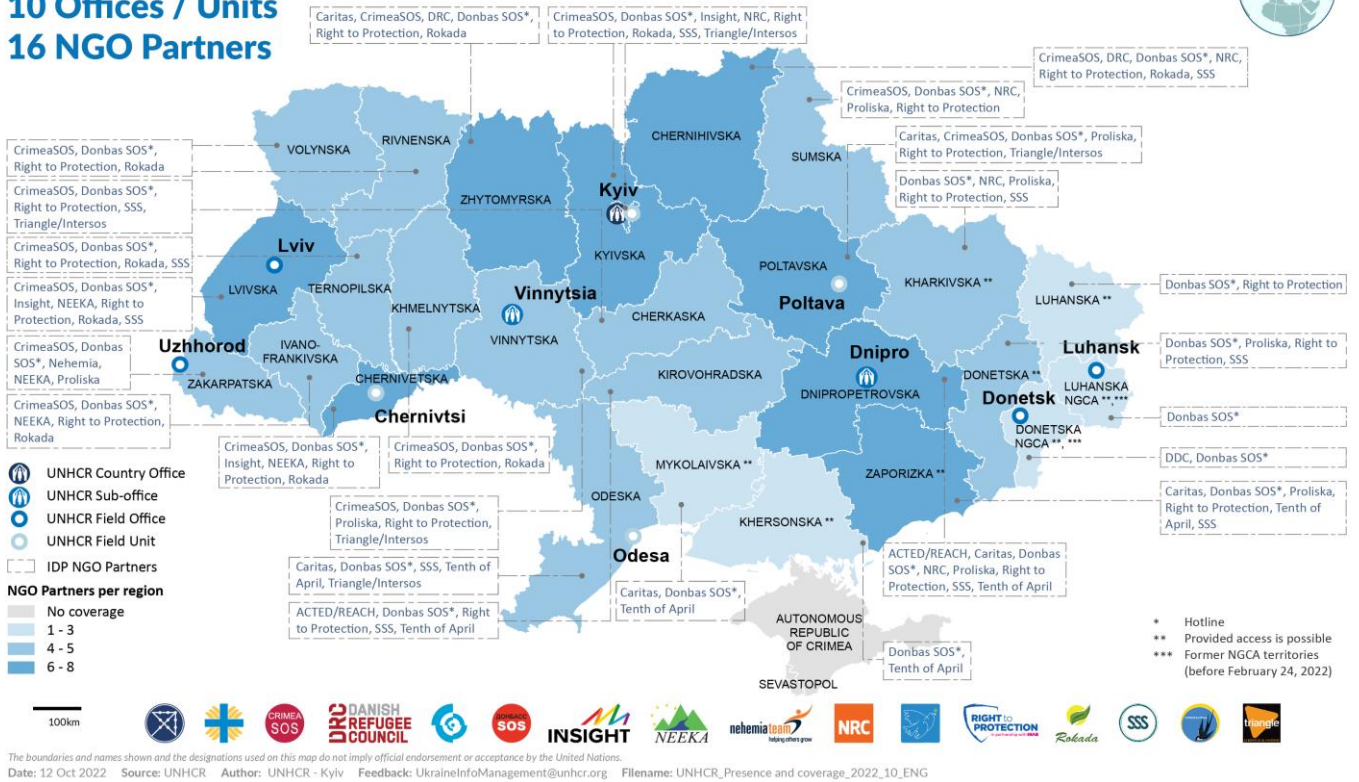 10 Offices / Units
16 NGO Partners
Caritas, CrimeaSOS, DRC, Donbas SOS*,
Right to Protection, Rokada
CrimeaSOS, Donbas SOS*, Insight, NRC, Right
to Protection, Rokada, SSS, Triangle/Intersos
CrimeaSOS, DRC, Donbas SOS*, NRC,
Right to Protection, Rokada, SSS
CrimeaSOS, Donbas SOS*, NRC,
Proliska, Right to Protection
Caritas, CrimeaSOS, Donbas SOS*, Proliska,
Right to Protection, Triangle/Intersos
Donbas SOS*, NRC, Proliska,
Right to Protection, SSS
CrimeaSOS, Donbas SOS*,
Right to Protection, Rokada
CrimeaSOS, Donbas SOS*,
Right to Protection, SSS,
Triangle/Intersos
CrimeaSOS, Donbas SOS*,
Right to Protection, Rokada, SSS
CrimeaSOS, Donbas SOS*,
Insight, NEEKA, Right to
Protection, Rokada, SSS
CrimeaSOS, Donbas
SOS*, Nehemia,
NEEKA, Proliska
CrimeaSOS, Donbas SOS*,
NEEKA, Right to Protection,
Rokada
VOLYNSKA
RIVNENSKA
ZHYTOMYRSKA
Kyiv
KYIVSKA
CHERNIHIVSKA
SUMSKA
Lviv
LVIVSKA
TERNOPILSKA
KHMELNYTSKA
Vinnytsia
VINNYTSKA
CHERKASKA
POLTAVSKA
Poltava
KHARKIVSKA **
LUHANSKA **
Uzhhorod
ZAKARPATSKA
IVANO-
FRANKIVSKA
CHERNIVETSKA
Chernivtsi
KIROVOHRADSKA
Dnipro
DNIPROPETROVSKA
DONETSKA **
Donetsk
DONETSKA
NGCA **, ***
Luhansk
LUHANSKA
NGCA **,***
MYKOLAIVSKA **
ZAPORIZKA **
KHERSONSKA **
ODESKA
Odesa
AUTONOMOUS
REPUBLIC
OF CRIMEA
SEVASTOPOL
Donbas SOS*, Right to Protection
Donbas SOS*, Proliska, Right to
Protection, SSS
Donbas SOS*
DDC, Donbas SOS*
Caritas, Donbas SOS*, Proliska,
Right to Protection, Tenth of
April, SSS
CrimeaSOS, Donbas SOS*,
Insight, NEEKA, Right to
Protection, Rokada
CrimeaSOS, Donbas SOS*,
Right to Protection, Rokada
CrimeaSOS, Donbas SOS*,
Proliska, Right to Protection,
Triangle/Intersos
Caritas, Donbas SOS*, SSS, Tenth of
April, Triangle/Intersos
ACTED/REACH, Donbas SOS*, Right
to Protection, SSS, Tenth of April
Caritas, Donbas SOS*,
Tenth of April
ACTED/REACH, Caritas, Donbas
SOS*, NRC, Proliska, Right to
Protection, SSS, Tenth of April
Donbas SOS*,
Tenth of April
UNHCR Country Office
UNHCR Sub-office
UNHCR Field Office
UNHCR Field Unit
IDP NGO Partners
NGO Partners per region
No coverage
1 - 3
4 - 5
6 - 8
* Hotline
** Provided access is possible
*** Former NGCA territories
(before February 24, 2022)
100km
CRIMEA
SOS
DRC DANISH
REFUGEE
COUNCIL
ДОНБАСС
SOS
INSIGHT
NEEKA
nehemiateam
helping others grow
NRC
RIGHT to
PROTECTION
Rokada
SSS
triangle
The boundaries and names shown and the designations used on this map do not imply official endorsement or acceptance by the United Nations.
Date: 12 Oct 2022 Source: UNHCR Author: UNHCR - Kyiv Feedback: UkraineInfoManagement@unhcr.org Filename: UNHCR_Presence and coverage_2022_10_ENG